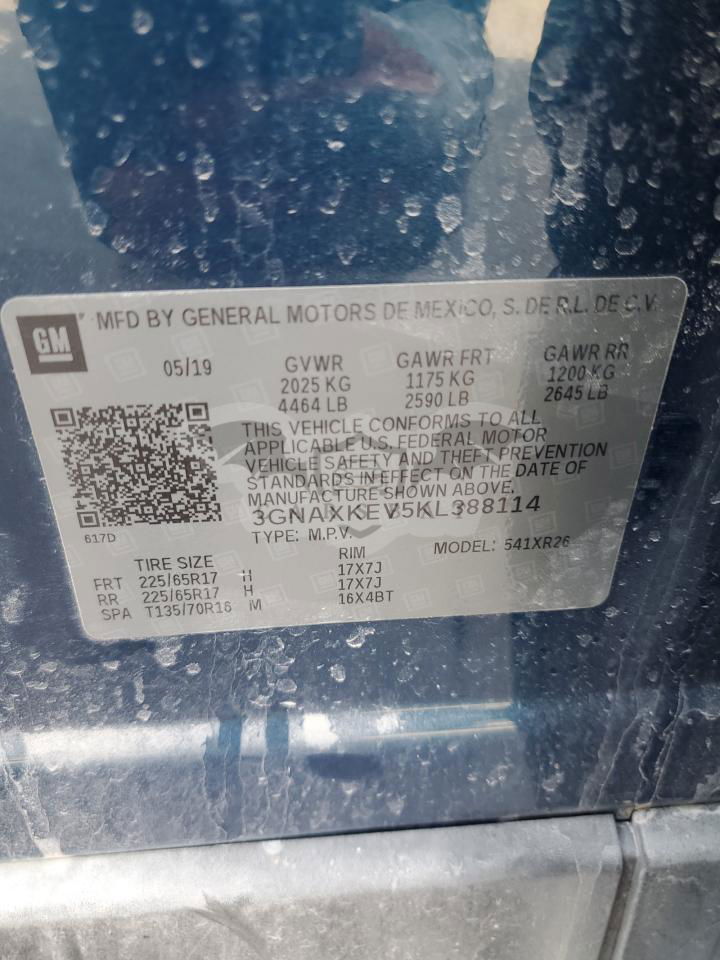 GM
MFD BY GENERAL MOTORS DE MEXICO, S. DE R.L. DE C.V.
05/19 GVWR GAWR FRT GAWR RR
2025 KG 1175 KG 1200 KG
4464 LB 2590 LB 2645 LB
THIS VEHICLE CONFORMS TO ALL
APPLICABLE U.S. FEDERAL MOTOR
VEHICLE SAFETY AND THEFT PREVENTION
STANDARDS IN EFFECT ON THE DATE OF
MANUFACTURE SHOWN ABOVE.
3GNAXKEV5KL388114
617D TYPE: M.P.V. MODEL: 541XR26
TIRE SIZE RIM
FRT 225/65R17 H 17X7J
RR 225/65R17 H 17X7J
SPA T135/70R16 M 16X4BT